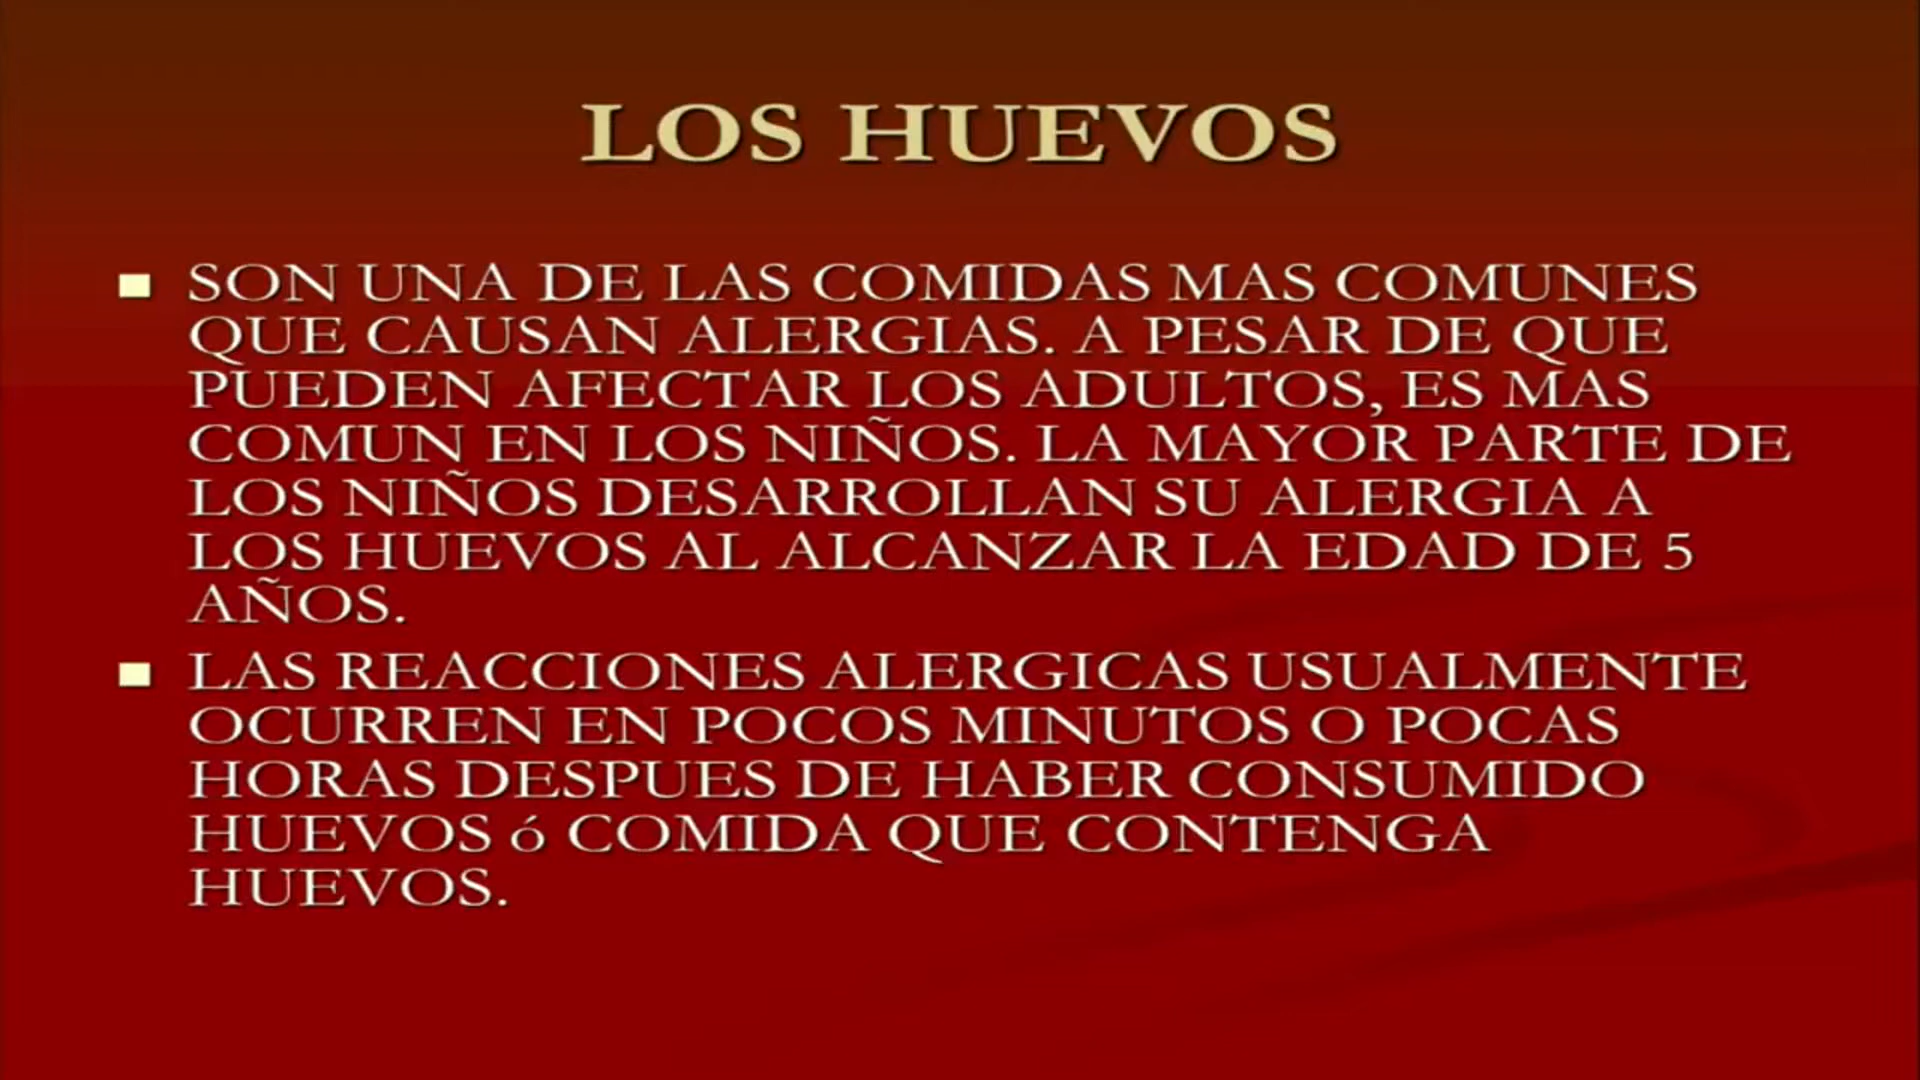 LOS HUEVOS
SON UNA DE LAS COMIDAS MAS COMUNES
QUE CAUSAN ALERGIAS. A PESAR DE QUE
PUEDEN AFECTAR LOS ADULTOS, ES MAS
COMUN EN LOS NIÑOS. LA MAYOR PARTE DE
LOS NIÑOS DESARROLLAN SU ALERGIA A
LOS HUEVOS AL ALCANZAR LA EDAD DE 5
AÑOS.
LAS REACCIONES ALERGICAS USUALMENTE
OCURREN EN POCOS MINUTOS O POCAS
HORAS DESPUES DE HABER CONSUMIDO
HUEVOS ó COMIDA QUE CONTENGA
HUEVOS.